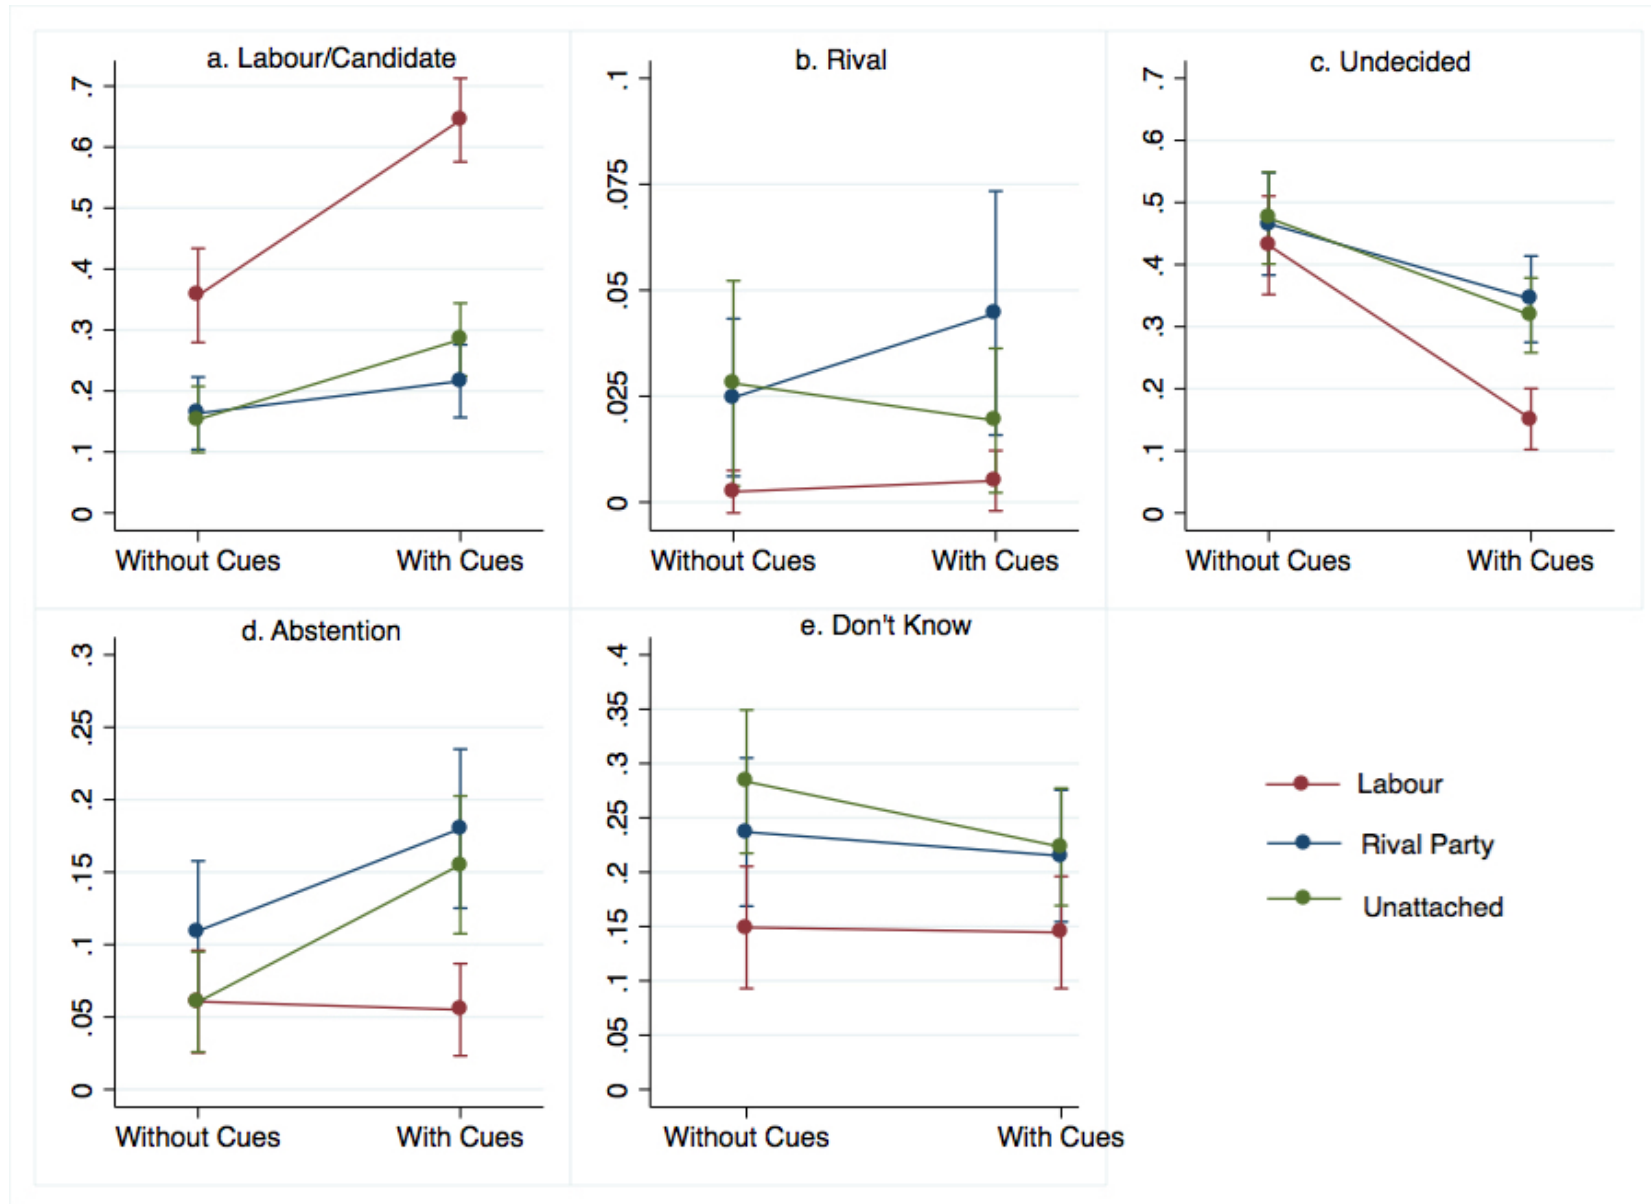 a. Labour/Candidate
.7
.6
.5
.4
.3
.2
.1
0
Without Cues
With Cues
b. Rival
.1
.075
.05
.025
0
Without Cues
With Cues
c. Undecided
.7
.6
.5
.4
.3
.2
.1
0
Without Cues
With Cues
d. Abstention
.3
.25
.2
.15
.1
.05
0
Without Cues
With Cues
e. Don't Know
.4
.35
.3
.25
.2
.15
.1
.05
0
Without Cues
With Cues
Labour
Rival Party
Unattached